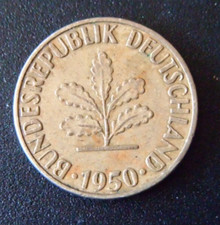 BUNDESREPUBLIK DEUTSCHLAND
· 1950 ·